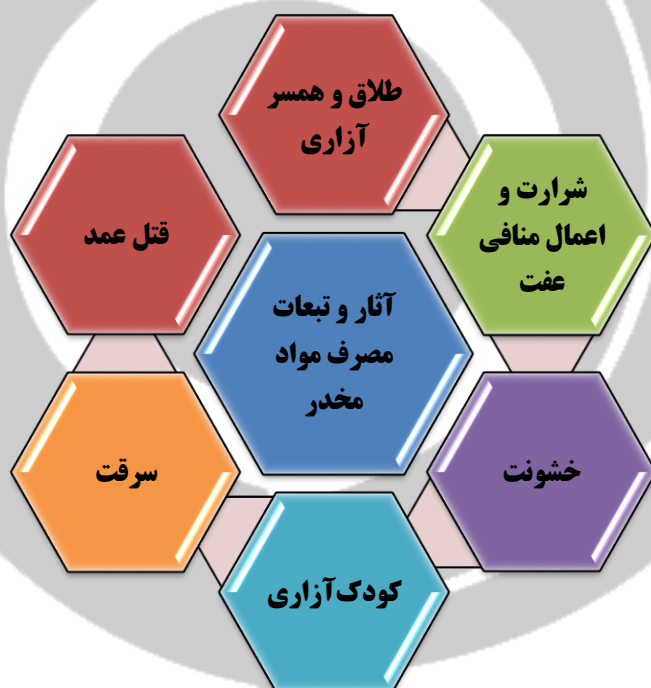 طلاق و همسر
آزاری
شرارت و
اعمال منافی
عفت
قتل عمد
آثار و تبعات
مصرف مواد
مخدر
خشونت
سرقت
کودک‌آزاری